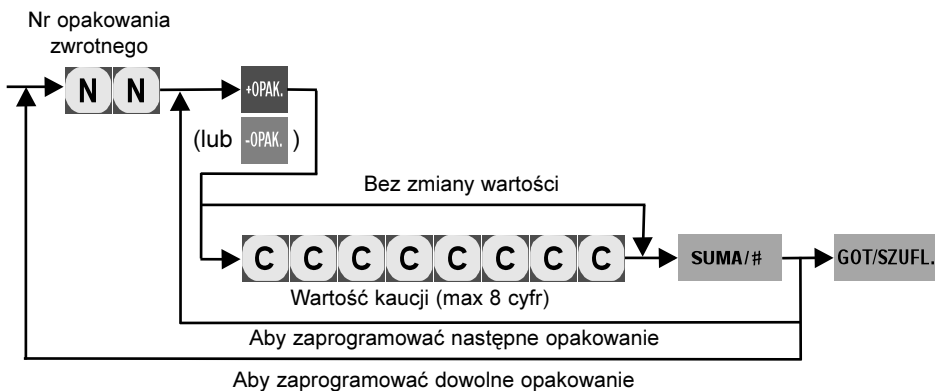 Nr opakowania
zwrotnego
N N +OPAK.
(lub -OPAK. )
Bez zmiany wartości
C C C C C C C C SUMA/# GOT/SZUFL.
Wartość kaucji (max 8 cyfr)
Aby zaprogramować następne opakowanie
Aby zaprogramować dowolne opakowanie